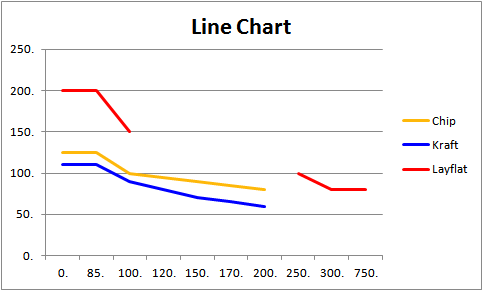 Line Chart
250.
200.
150.
100.
50.
0.
0. 85. 100. 120. 150. 170. 200. 250. 300. 750.
Chip
Kraft
Layflat